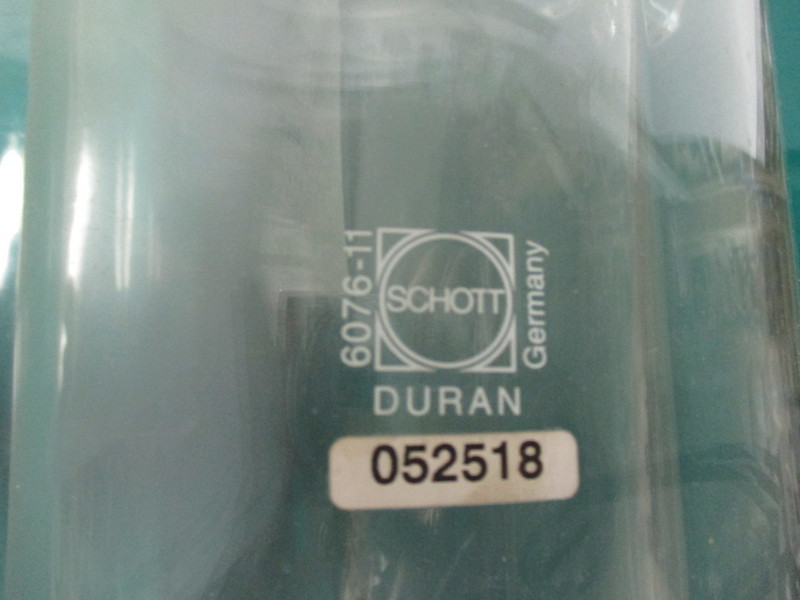 6076-11
SCHOTT
Germany
DURAN
052518